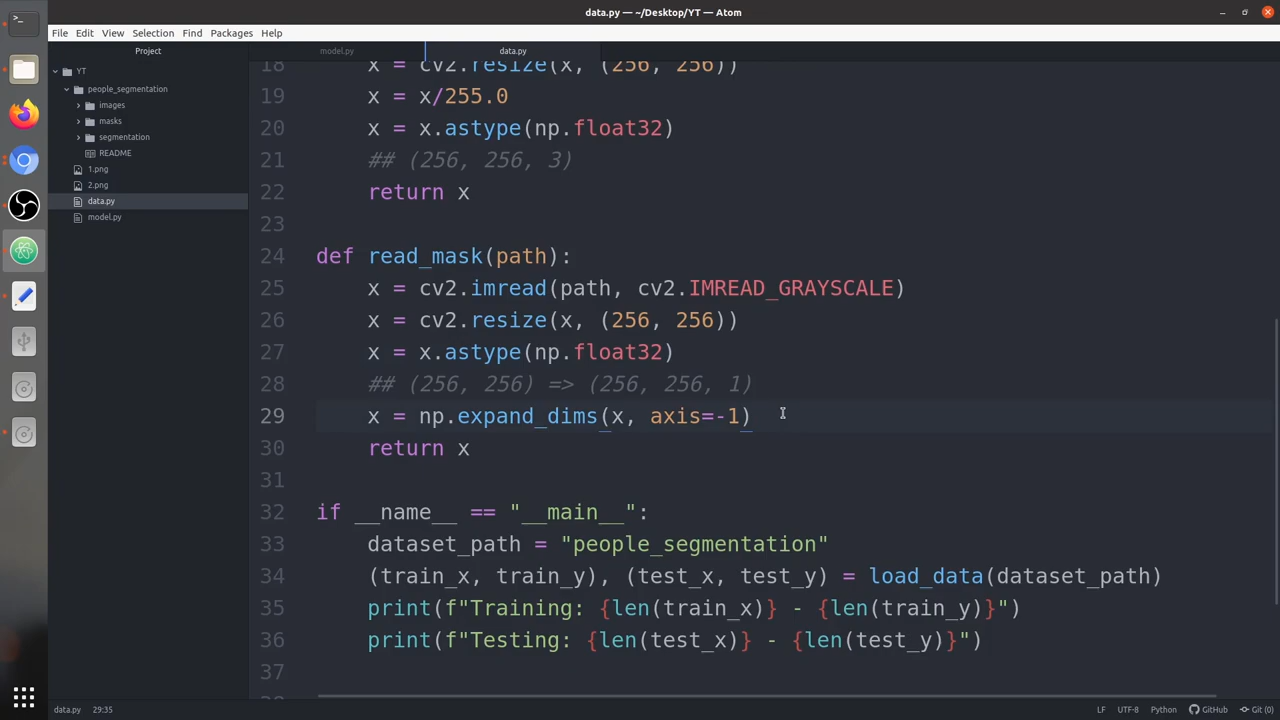 data.py — ~/Desktop/YT — Atom
File Edit View Selection Find Packages Help
Project
model.py
data.py
YT
people_segmentation
images
masks
segmentation
README
1.png
2.png
data.py
model.py
18 x = cv2.resize(x, (256, 256))
19 x = x/255.0
20 x = x.astype(np.float32)
21 ## (256, 256, 3)
22 return x
23
24 def read_mask(path):
25 x = cv2.imread(path, cv2.IMREAD_GRAYSCALE)
26 x = cv2.resize(x, (256, 256))
27 x = x.astype(np.float32)
28 ## (256, 256) => (256, 256, 1)
29 x = np.expand_dims(x, axis=-1)
30 return x
31
32 if __name__ == "__main__":
33 dataset_path = "people_segmentation"
34 (train_x, train_y), (test_x, test_y) = load_data(dataset_path)
35 print(f"Training: {len(train_x)} - {len(train_y)}")
36 print(f"Testing: {len(test_x)} - {len(test_y)}")
37
data.py 29:35 LF UTF-8 Python GitHub Git (0)